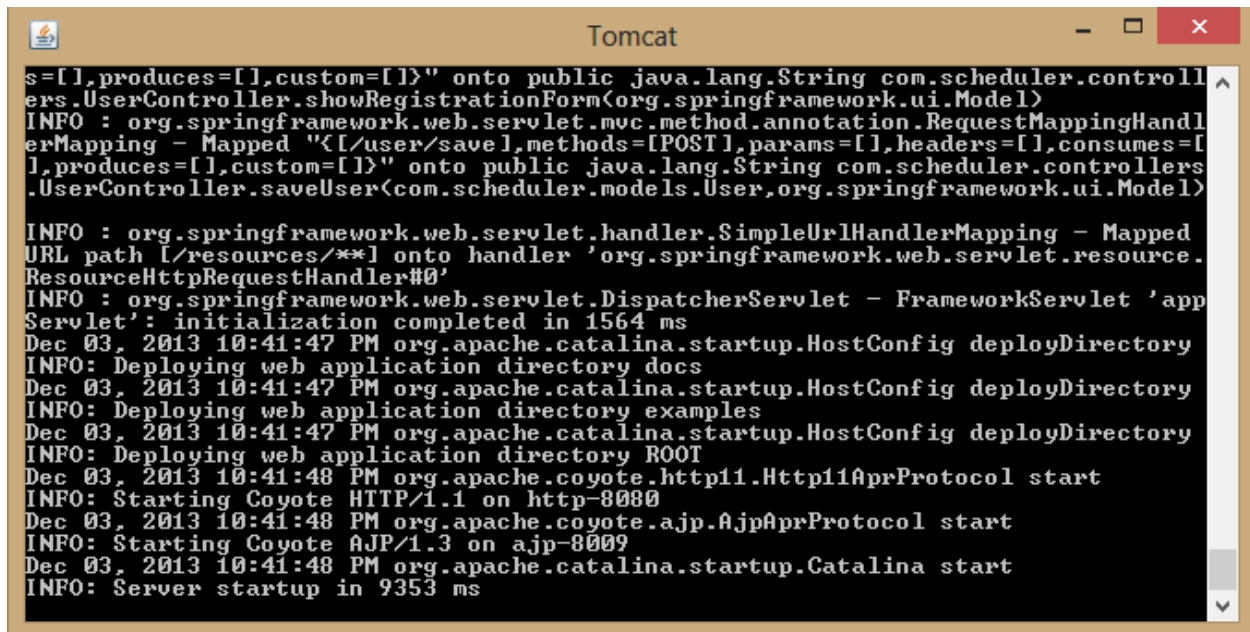 Tomcat
s=[],produces=[],custom=[]}" onto public java.lang.String com.scheduler.controll
ers.UserController.showRegistrationForm(org.springframework.ui.Model)
INFO : org.springframework.web.servlet.mvc.method.annotation.RequestMappingHandl
erMapping - Mapped "{[/user/save],methods=[POST],params=[],headers=[],consumes=[
],produces=[],custom=[]}" onto public java.lang.String com.scheduler.controllers
.UserController.saveUser(com.scheduler.models.User,org.springframework.ui.Model)
INFO : org.springframework.web.servlet.handler.SimpleUrlHandlerMapping - Mapped
URL path [/resources/**] onto handler 'org.springframework.web.servlet.resource.
ResourceHttpRequestHandler#0'
INFO : org.springframework.web.servlet.DispatcherServlet - FrameworkServlet 'app
Servlet': initialization completed in 1564 ms
Dec 03, 2013 10:41:47 PM org.apache.catalina.startup.HostConfig deployDirectory
INFO: Deploying web application directory docs
Dec 03, 2013 10:41:47 PM org.apache.catalina.startup.HostConfig deployDirectory
INFO: Deploying web application directory examples
Dec 03, 2013 10:41:47 PM org.apache.catalina.startup.HostConfig deployDirectory
INFO: Deploying web application directory ROOT
Dec 03, 2013 10:41:48 PM org.apache.coyote.http11.Http11AprProtocol start
INFO: Starting Coyote HTTP/1.1 on http-8080
Dec 03, 2013 10:41:48 PM org.apache.coyote.ajp.AjpAprProtocol start
INFO: Starting Coyote AJP/1.3 on ajp-8009
Dec 03, 2013 10:41:48 PM org.apache.catalina.startup.Catalina start
INFO: Server startup in 9353 ms